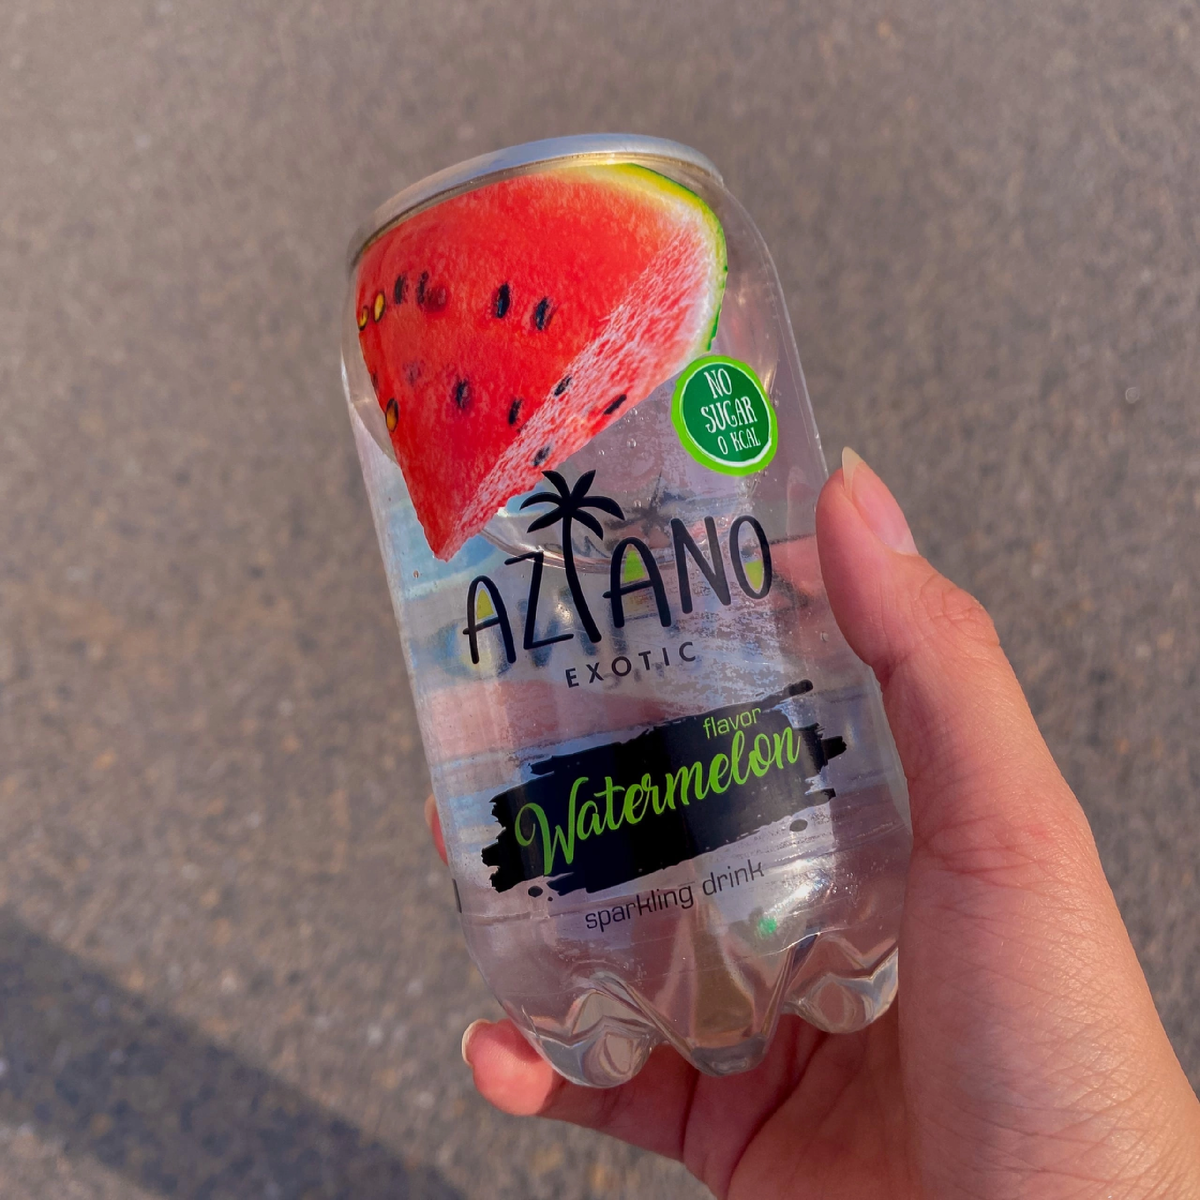 NO
SUGAR
0 KCAL
AZIANO
EXOTIC
flavor
Watermelon
sparkling drink